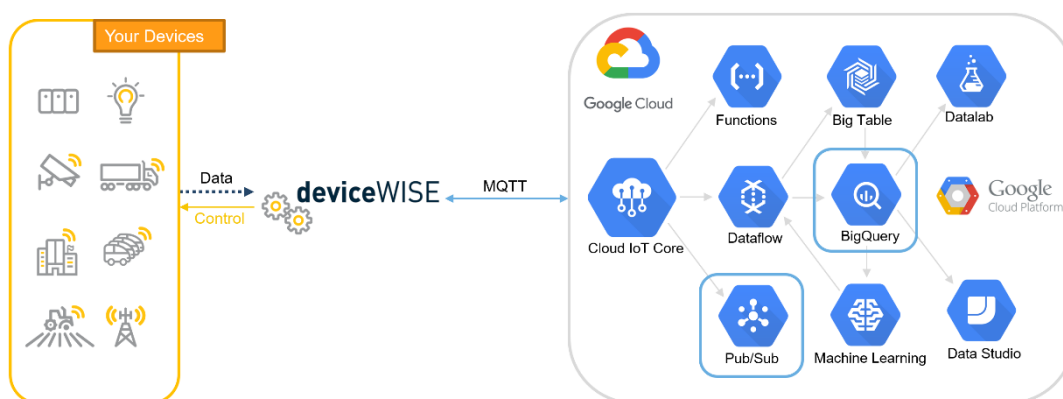 Your Devices
Data
Control
deviceWISE
MQTT
Google Cloud
Functions
Big Table
Datalab
Cloud IoT Core
Dataflow
BigQuery
Google
Cloud Platform
Pub/Sub
Machine Learning
Data Studio